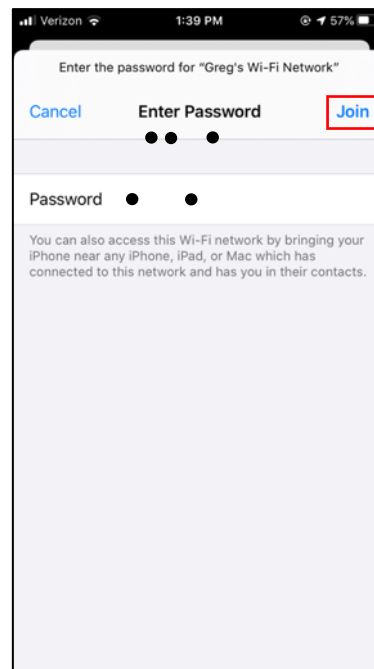 Verizon 1:39 PM 57%
Enter the password for “Greg's Wi-Fi Network”
Cancel Enter Password Join
Password
You can also access this Wi-Fi network by bringing your
iPhone near any iPhone, iPad, or Mac which has
connected to this network and has you in their contacts.